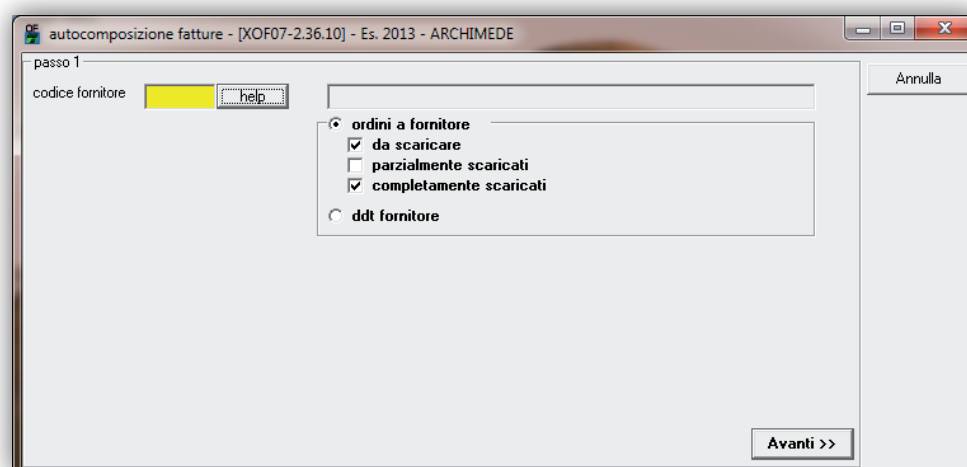 autocomposizione fatture - [XOF07-2.36.10] - Es. 2013 - ARCHIMEDE
passo 1
Annulla
codice fornitore help
ordini a fornitore
da scaricare
parzialmente scaricati
completamente scaricati
ddt fornitore
Avanti >>